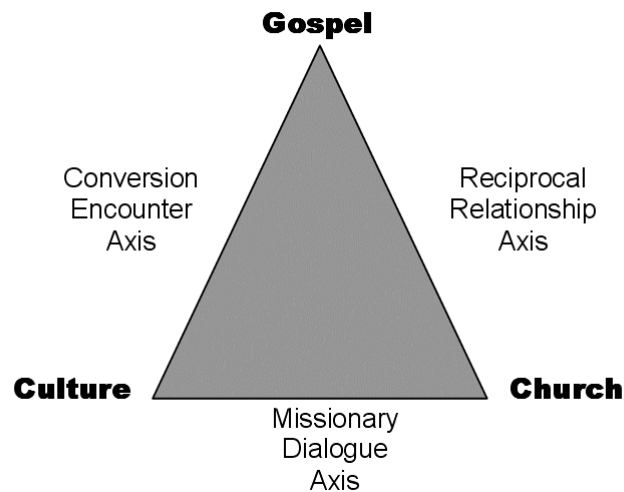 Gospel
Conversion
Encounter
Axis
Reciprocal
Relationship
Axis
Culture
Church
Missionary
Dialogue
Axis